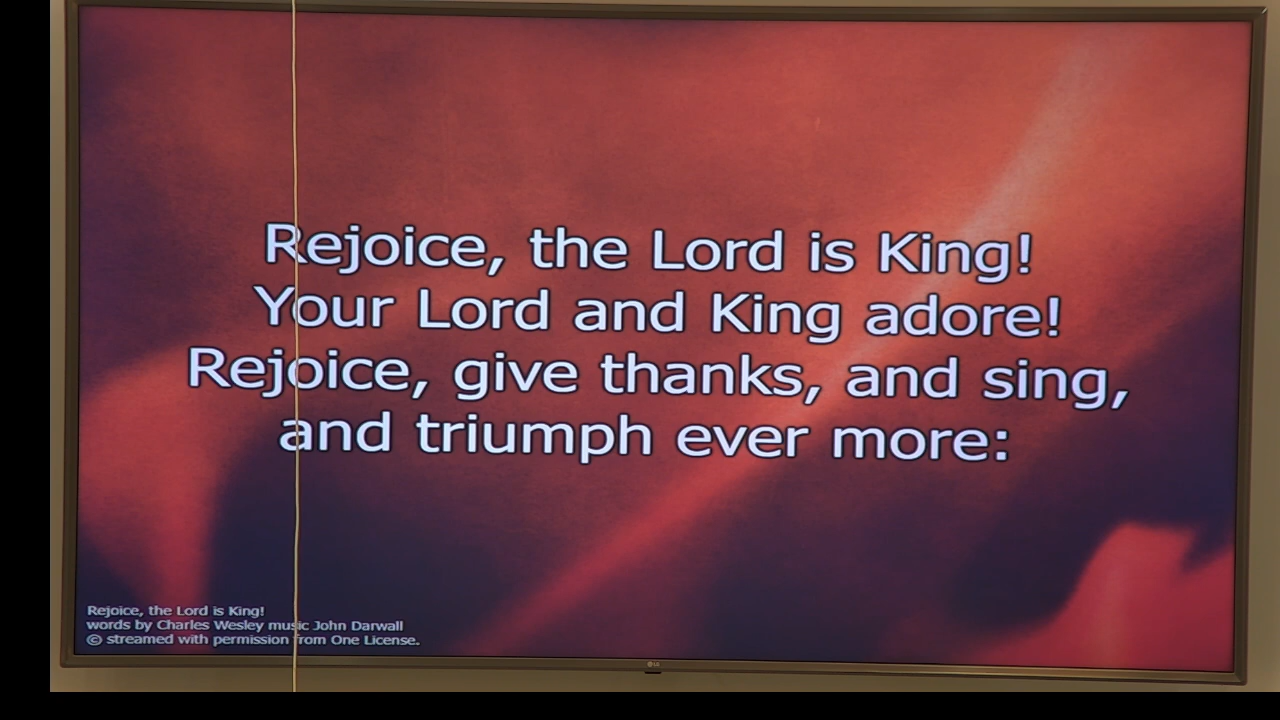 Rejoice, the Lord is King!
Your Lord and King adore!
Rejoice, give thanks, and sing,
and triumph ever more:
Rejoice, the Lord is King!
words by Charles Wesley music John Darwall
© streamed with permission from One License.
LG